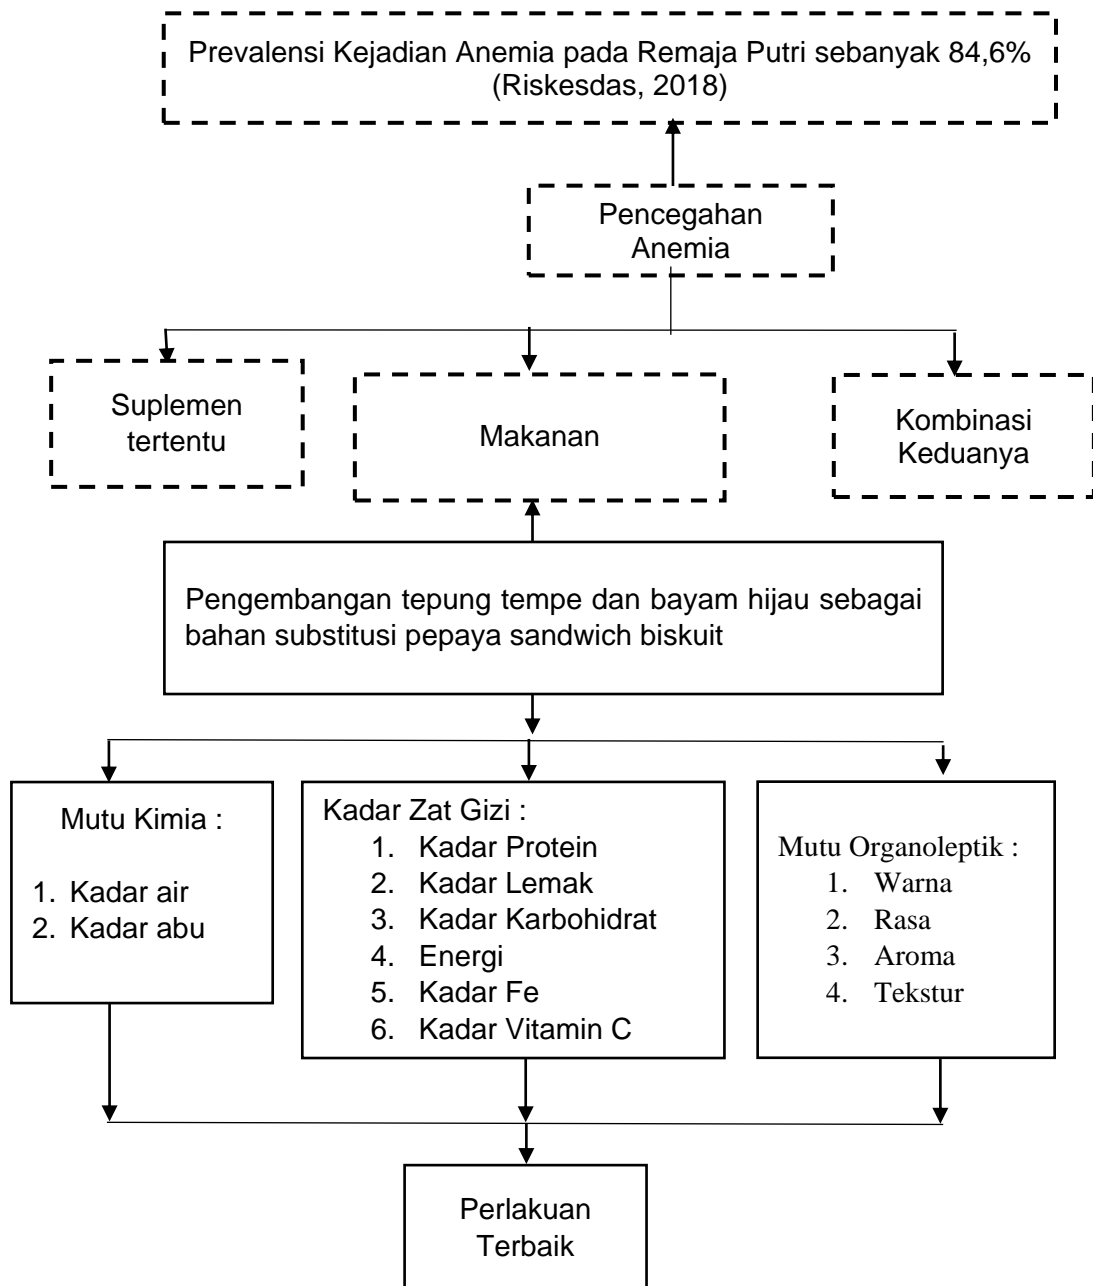 Prevalensi Kejadian Anemia pada Remaja Putri sebanyak 84,6%
(Riskesdas, 2018)
Pencegahan
Anemia
Suplemen
tertentu
Makanan
Kombinasi
Keduanya
Pengembangan tepung tempe dan bayam hijau sebagai
bahan substitusi pepaya sandwich biskuit
Mutu Kimia :
1. Kadar air
2. Kadar abu
Kadar Zat Gizi :
1. Kadar Protein
2. Kadar Lemak
3. Kadar Karbohidrat
4. Energi
5. Kadar Fe
6. Kadar Vitamin C
Mutu Organoleptik :
1. Warna
2. Rasa
3. Aroma
4. Tekstur
Perlakuan
Terbaik